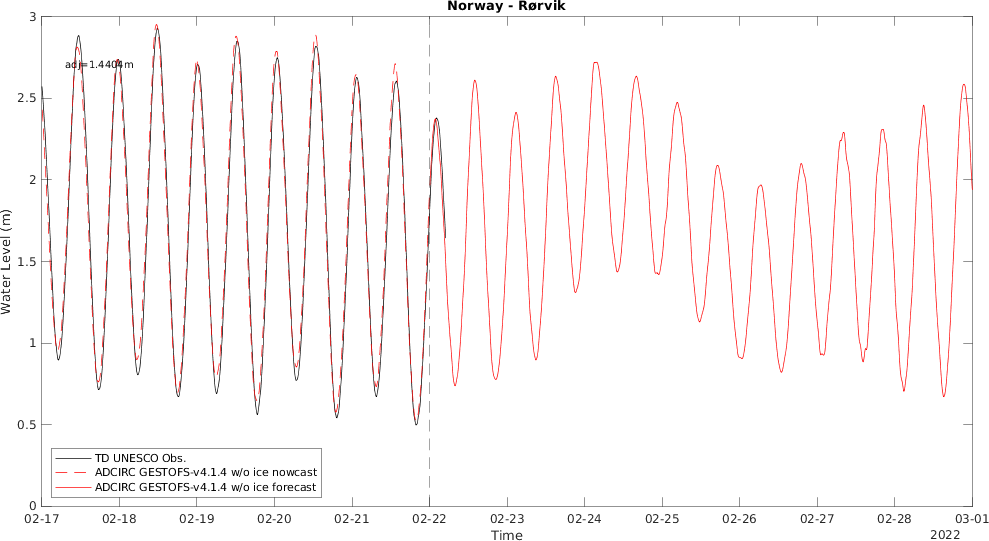 Norway - Rørvik
3
adj=1.4404m
2.5
2
1.5
1
0.5
0
Water Level (m)
TD UNESCO Obs.
ADCIRC GESTOFS-v4.1.4 w/o ice nowcast
ADCIRC GESTOFS-v4.1.4 w/o ice forecast
02-17 02-18 02-19 02-20 02-21 02-22 02-23 02-24 02-25 02-26 02-27 02-28 03-01
Time
2022